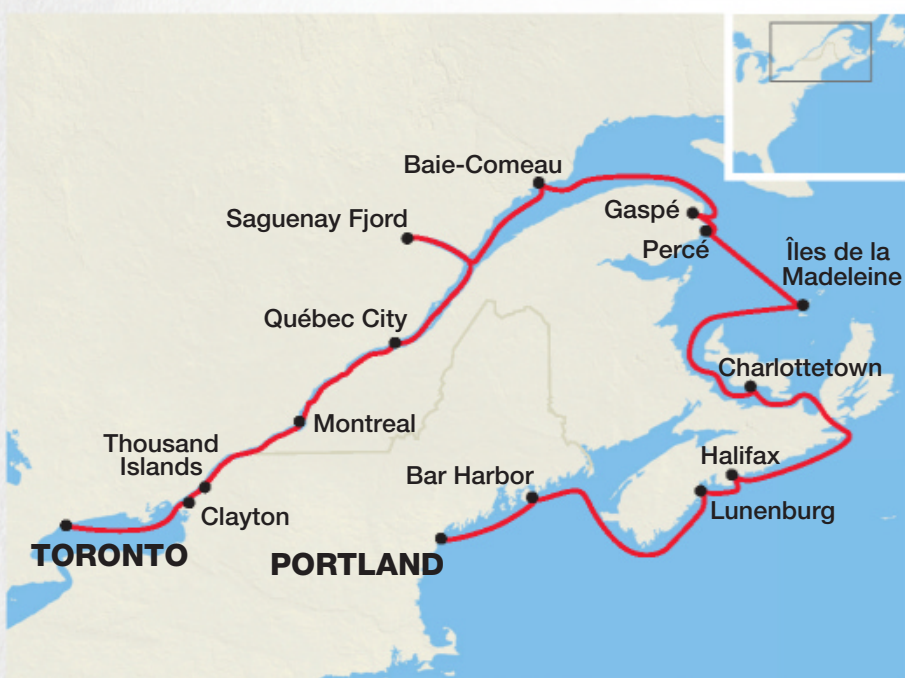 Baie-Comeau
Saguenay Fjord
Gaspé
Percé
Îles de la
Madeleine
Québec City
Charlottetown
Montreal
Thousand
Islands
Halifax
Bar Harbor
Lunenburg
Clayton
TORONTO
PORTLAND